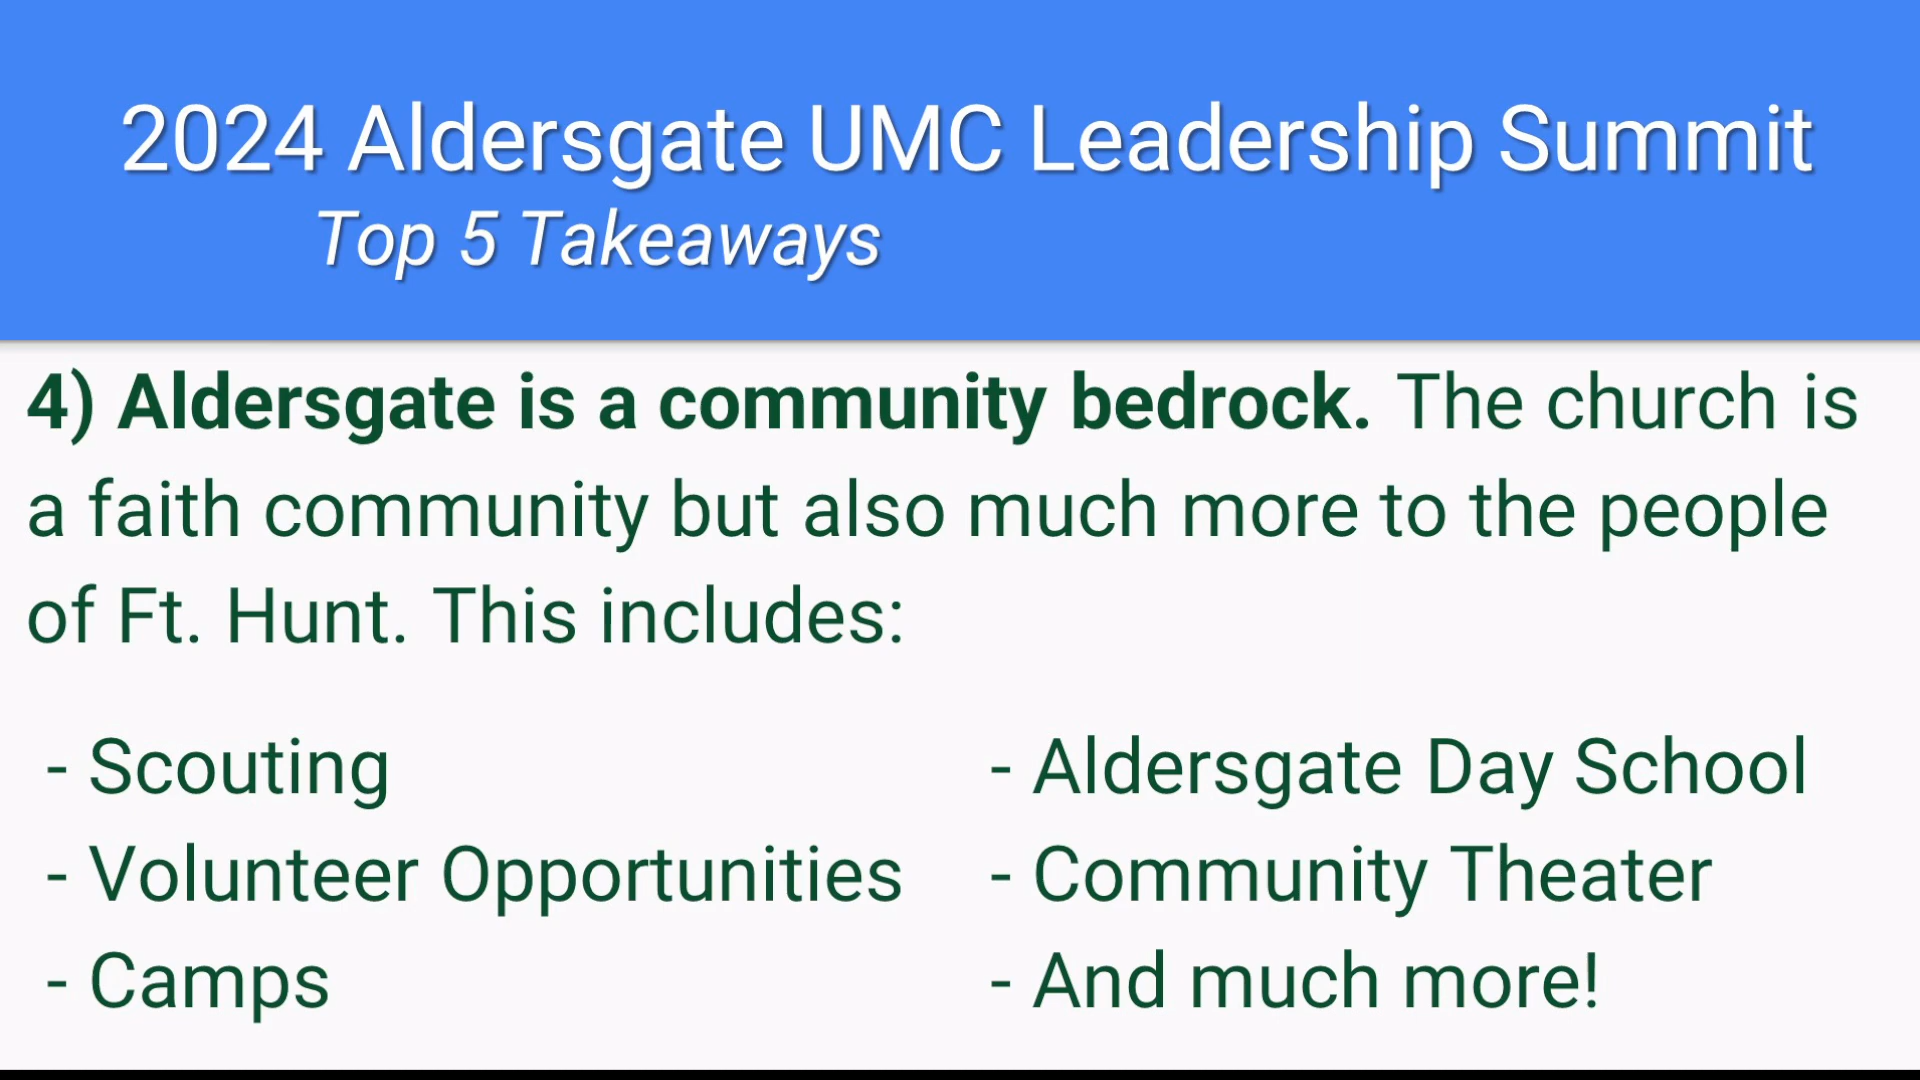 2024 Aldersgate UMC Leadership Summit
Top 5 Takeaways
4) Aldersgate is a community bedrock. The church is
a faith community but also much more to the people
of Ft. Hunt. This includes:
- Scouting
- Volunteer Opportunities
- Camps
- Aldersgate Day School
- Community Theater
- And much more!